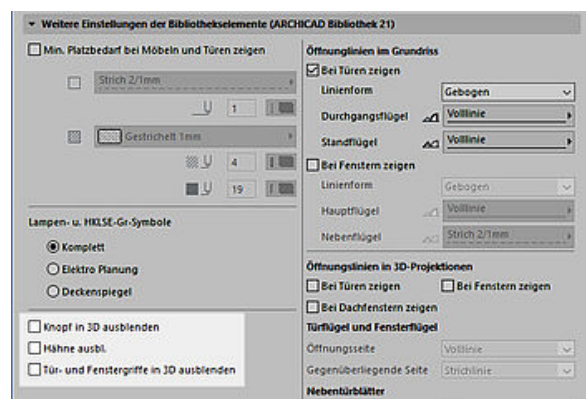 Weitere Einstellungen der Bibliothekselemente (ARCHICAD Bibliothek 21)
Min. Platzbedarf bei Möbeln und Türen zeigen
Strich 2/1mm
1
Gestrichelt 1mm
4
19
Lampen- u. HKLSE-Gr-Symbole
Komplett
Elektro Planung
Deckenspiegel
Knopf in 3D ausblenden
Hähne ausbl.
Tür- und Fenstergriffe in 3D ausblenden
Öffnunglinien im Grundriss
Bei Türen zeigen
Linienform
Gebogen
Durchgangsflügel
Volllinie
Standflügel
Volllinie
Bei Fenstern zeigen
Linienform
Gebogen
Hauptflügel
Volllinie
Nebenflügel
Strich 2/1mm
Öffnungslinien in 3D-Projektionen
Bei Türen zeigen
Bei Fenstern zeigen
Bei Dachfenstern zeigen
Türflügel und Fensterflügel
Öffnungsseite
Volllinie
Gegenüberliegende Seite
Strichlinie
Nebentürblätter